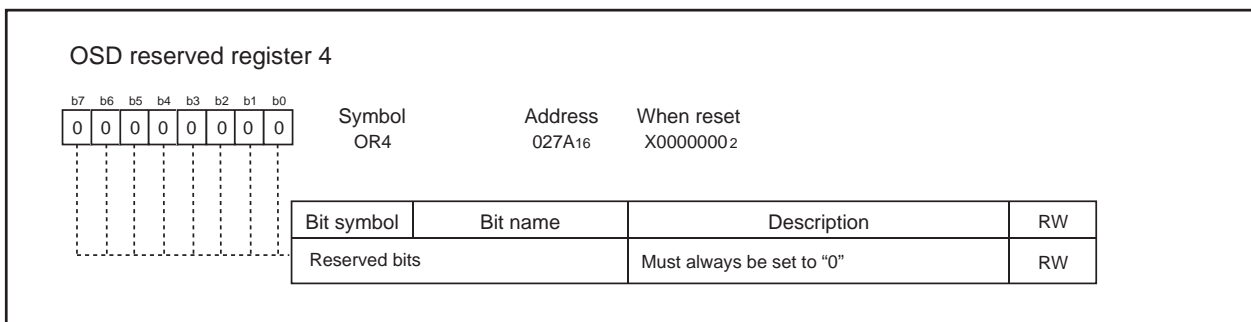 OSD reserved register 4
b7 b6 b5 b4 b3 b2 b1 b0
0 0 0 0 0 0 0 0
Symbol Address When reset
OR4 027A16 X00000002
Bit symbol Bit name Description RW
Reserved bits Must always be set to “0” RW